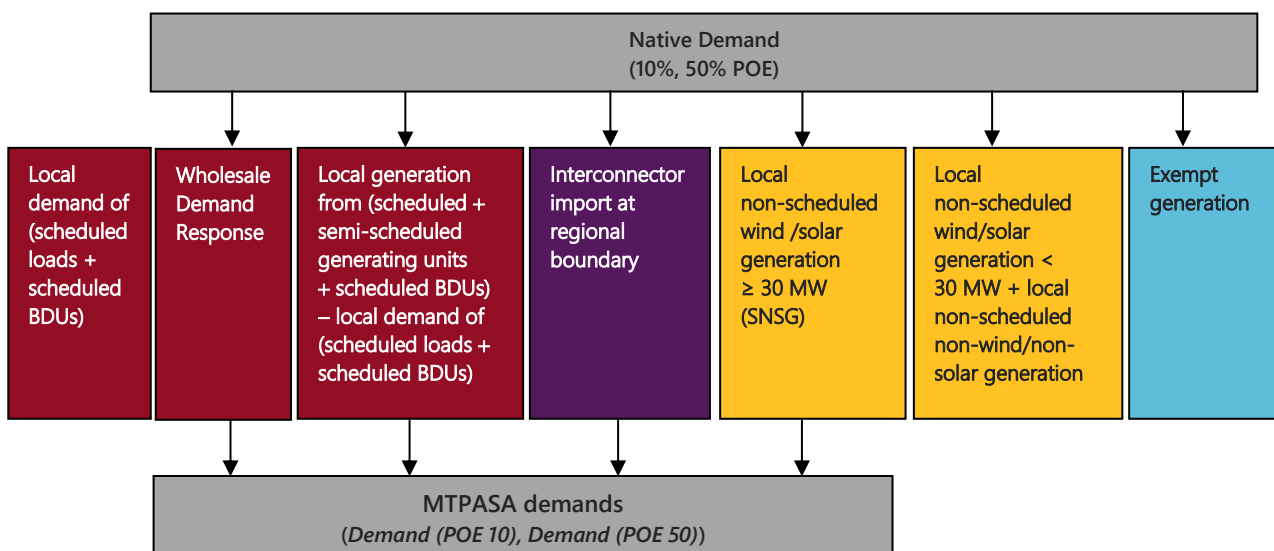 Native Demand
(10%, 50% POE)
Local
demand of
(scheduled
loads +
scheduled
BDUs)
Wholesale
Demand
Response
Local generation
from (scheduled +
semi-scheduled
generating units
+ scheduled BDUs)
– local demand of
(scheduled loads +
scheduled BDUs)
Interconnector
import at
regional
boundary
Local
non-scheduled
wind /solar
generation
≥ 30 MW
(SNSG)
Local
non-scheduled
wind/solar
generation <
30 MW + local
non-scheduled
non-wind/non-
solar generation
Exempt
generation
MTPASA demands
(Demand (POE 10), Demand (POE 50))